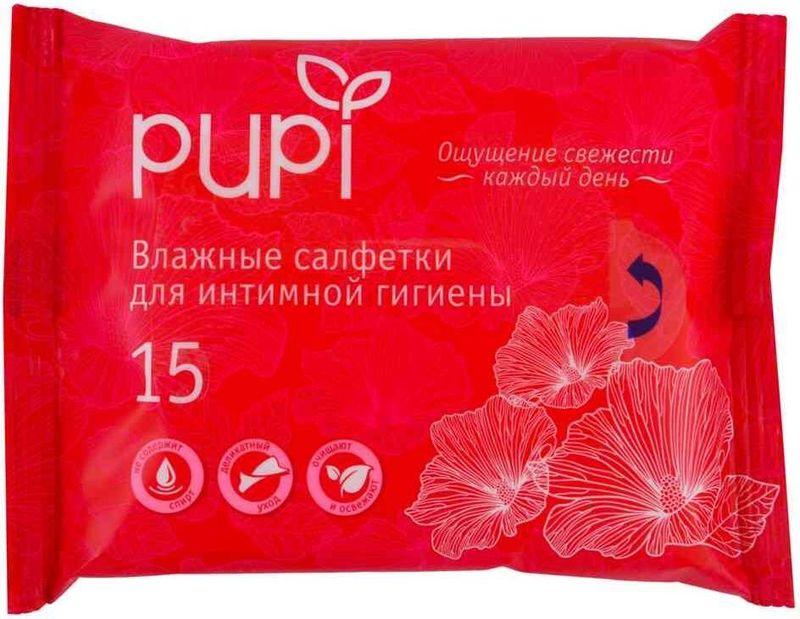 pupi
Ощущение свежести
каждый день
Влажные салфетки
для интимной гигиены
15
не содержит
спирт
деликатный
уход
очищают
и освежают